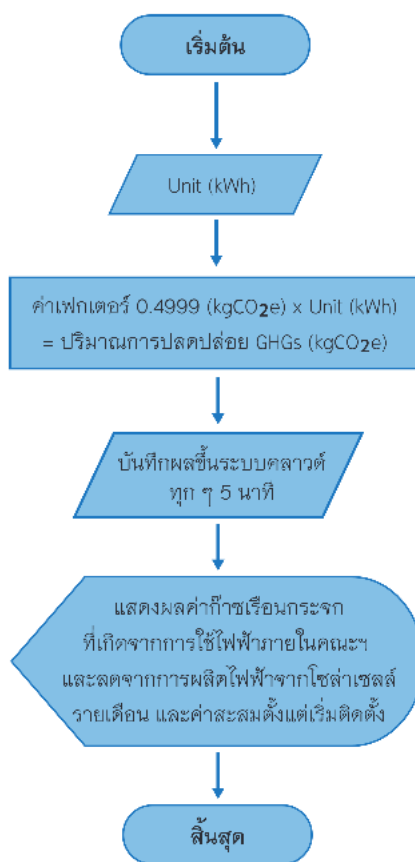 เริ่มต้น
Unit (kWh)
ค่าเฟกเตอร์ 0.4999 (kgCO2e) x Unit (kWh)
= ปริมาณการปลดปล่อย GHGs (kgCO2e)
บันทึกผลขึ้นระบบคลาวด์
ทุก ๆ 5 นาที
แสดงผลค่าก๊าซเรือนกระจก
ที่เกิดจากการใช้ไฟฟ้าภายในคณะฯ
และลดจากการผลิตไฟฟ้าจากโซล่าเซลล์
รายเดือน และค่าสะสมตั้งแต่เริ่มติดตั้ง
สิ้นสุด